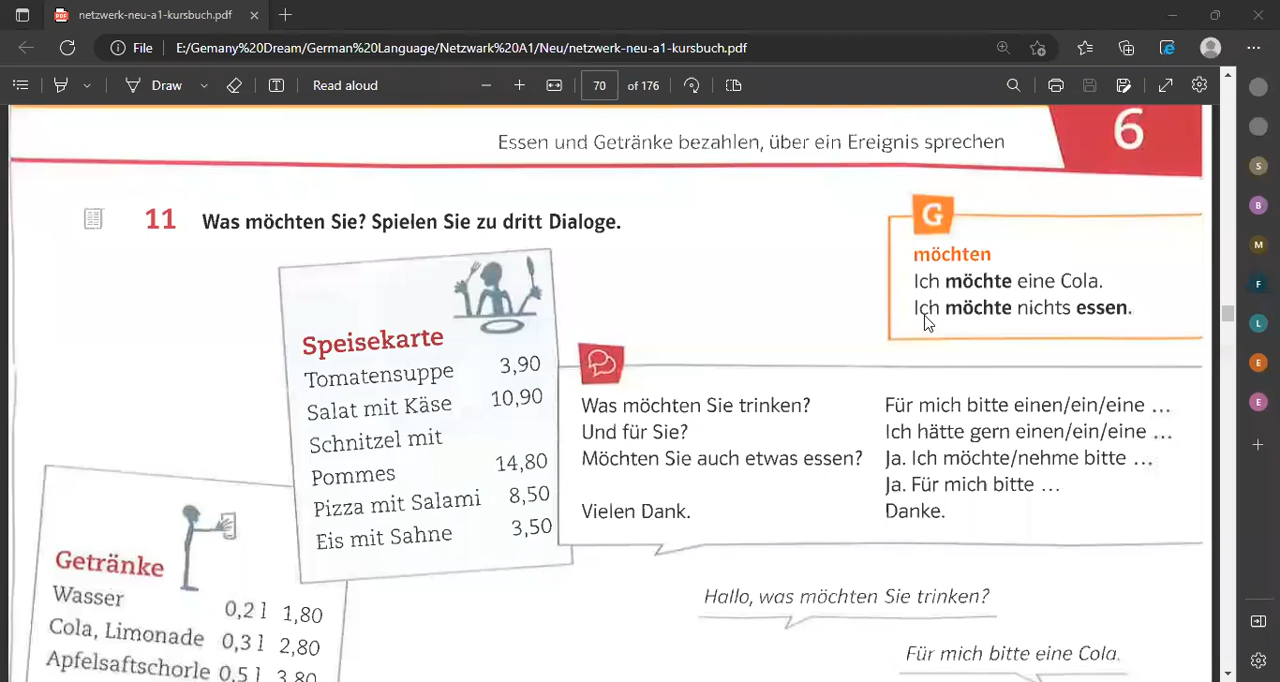 netzwerk-neu-a1-kursbuch.pdf
File
E:/Gemany%20Dream/German%20Language/Netzwark%20A1/Neu/netzwerk-neu-a1-kursbuch.pdf
Draw
Read aloud
70 of 176
Essen und Getränke bezahlen, über ein Ereignis sprechen
6
11 Was möchten Sie? Spielen Sie zu dritt Dialoge.
G
möchten
Ich möchte eine Cola.
Ich möchte nichts essen.
Speisekarte
Tomatensuppe 3,90
Salat mit Käse 10,90
Schnitzel mit
Pommes 14,80
Pizza mit Salami 8,50
Eis mit Sahne 3,50
Was möchten Sie trinken? Für mich bitte einen/ein/eine ...
Und für Sie? Ich hätte gern einen/ein/eine ...
Möchten Sie auch etwas essen? Ja. Ich möchte/nehme bitte ...
Ja. Für mich bitte ...
Vielen Dank. Danke.
Getränke
Wasser 0,2 l 1,80
Cola, Limonade 0,3 l 2,80
Apfelsaftschorle 0,5 l 3,80
Hallo, was möchten Sie trinken?
Für mich bitte eine Cola.
S
B
M
F
L
E
E